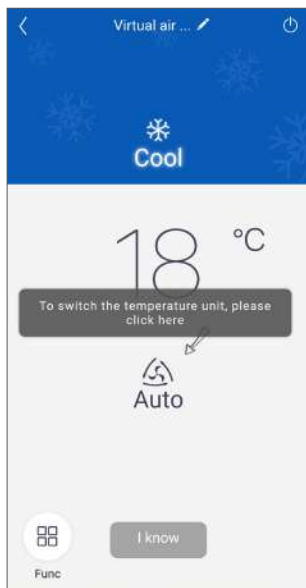 Virtual air ...
Cool
18 °C
To switch the temperature unit, please
click here
Auto
I know
Func